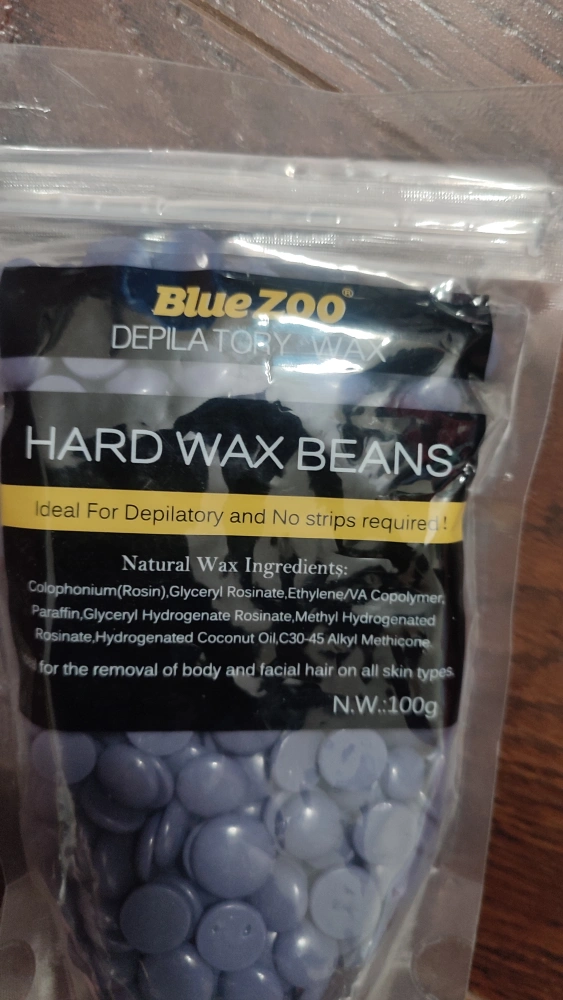 Blue ZOO®
DEPILATORY WAX
HARD WAX BEANS
Ideal For Depilatory and No strips required!
Natural Wax Ingredients:
Colophonium(Rosin),Glyceryl Rosinate,Ethylene/VA Copolymer,
Paraffin,Glyceryl Hydrogenate Rosinate,Methyl Hydrogenated
Rosinate,Hydrogenated Coconut Oil,C30-45 Alkyl Methicone.
for the removal of body and facial hair on all skin types.
N.W.:100g